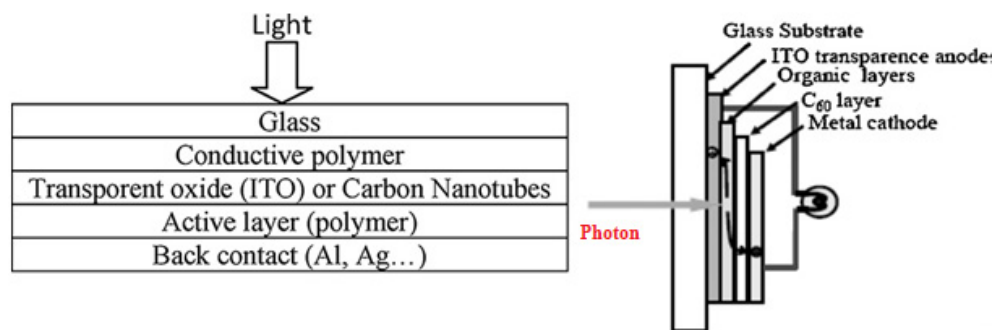 Light
Glass
Conductive polymer
Transporent oxide (ITO) or Carbon Nanotubes
Active layer (polymer)
Back contact (Al, Ag…)
Glass Substrate
ITO transparence anodes
Organic layers
C₆₀ layer
Metal cathode
Photon